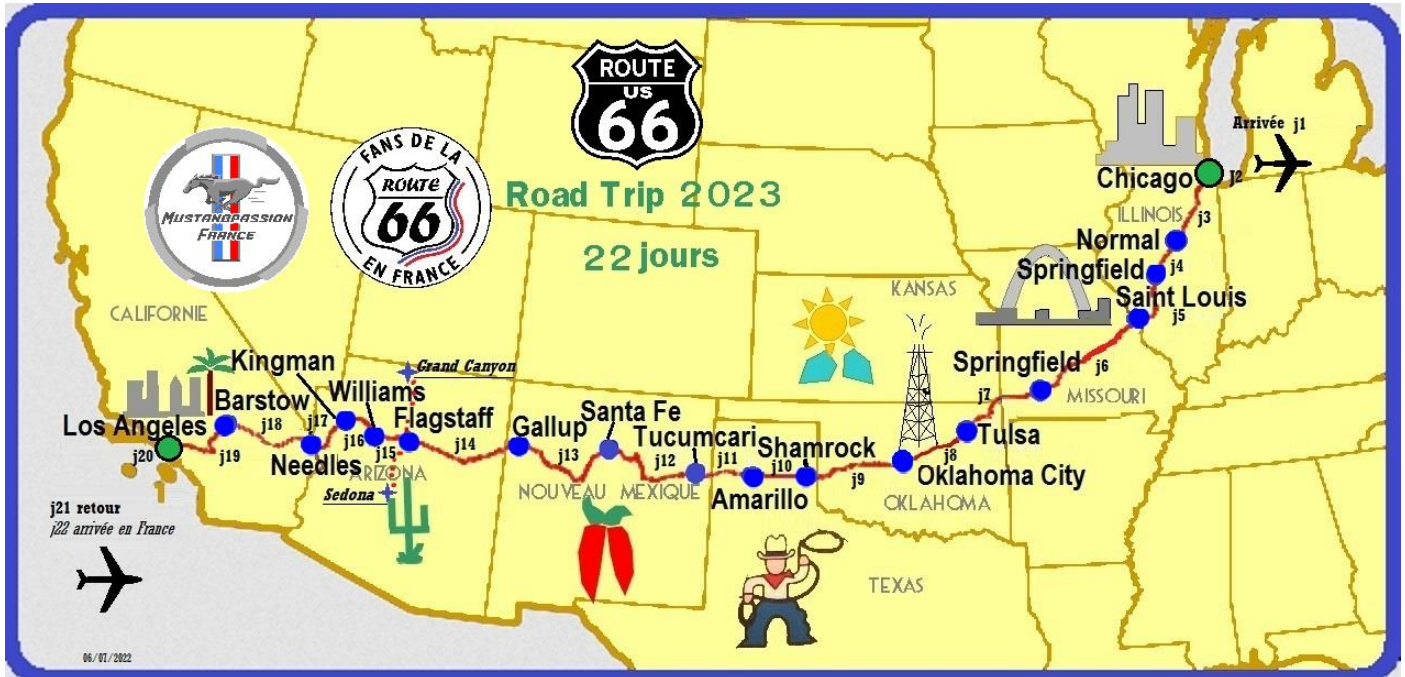 ROUTE
US
66
MUSTANGPASSION
FRANCE
FANS DE LA
ROUTE
66
EN FRANCE
Road Trip 2023
22 jours
Arrivée j1
Chicago
j2
ILLINOIS
j3
Normal
j4
Springfield
Saint Louis
j5
KANSAS
j6
Springfield
MISSOURI
j7
Tulsa
j8
Oklahoma City
OKLAHOMA
j9
Shamrock
j10
Amarillo
j11
Tucumcari
j12
Santa Fe
NOUVEAU MEXIQUE
j13
Gallup
j14
Flagstaff
Grand Canyon
Sedona
ARIZONA
j15
Williams
j16
Kingman
j17
Needles
j18
Barstow
j19
CALIFORNIE
Los Angeles
j20
TEXAS
j21 retour
j22 arrivée en France
06/07/2022